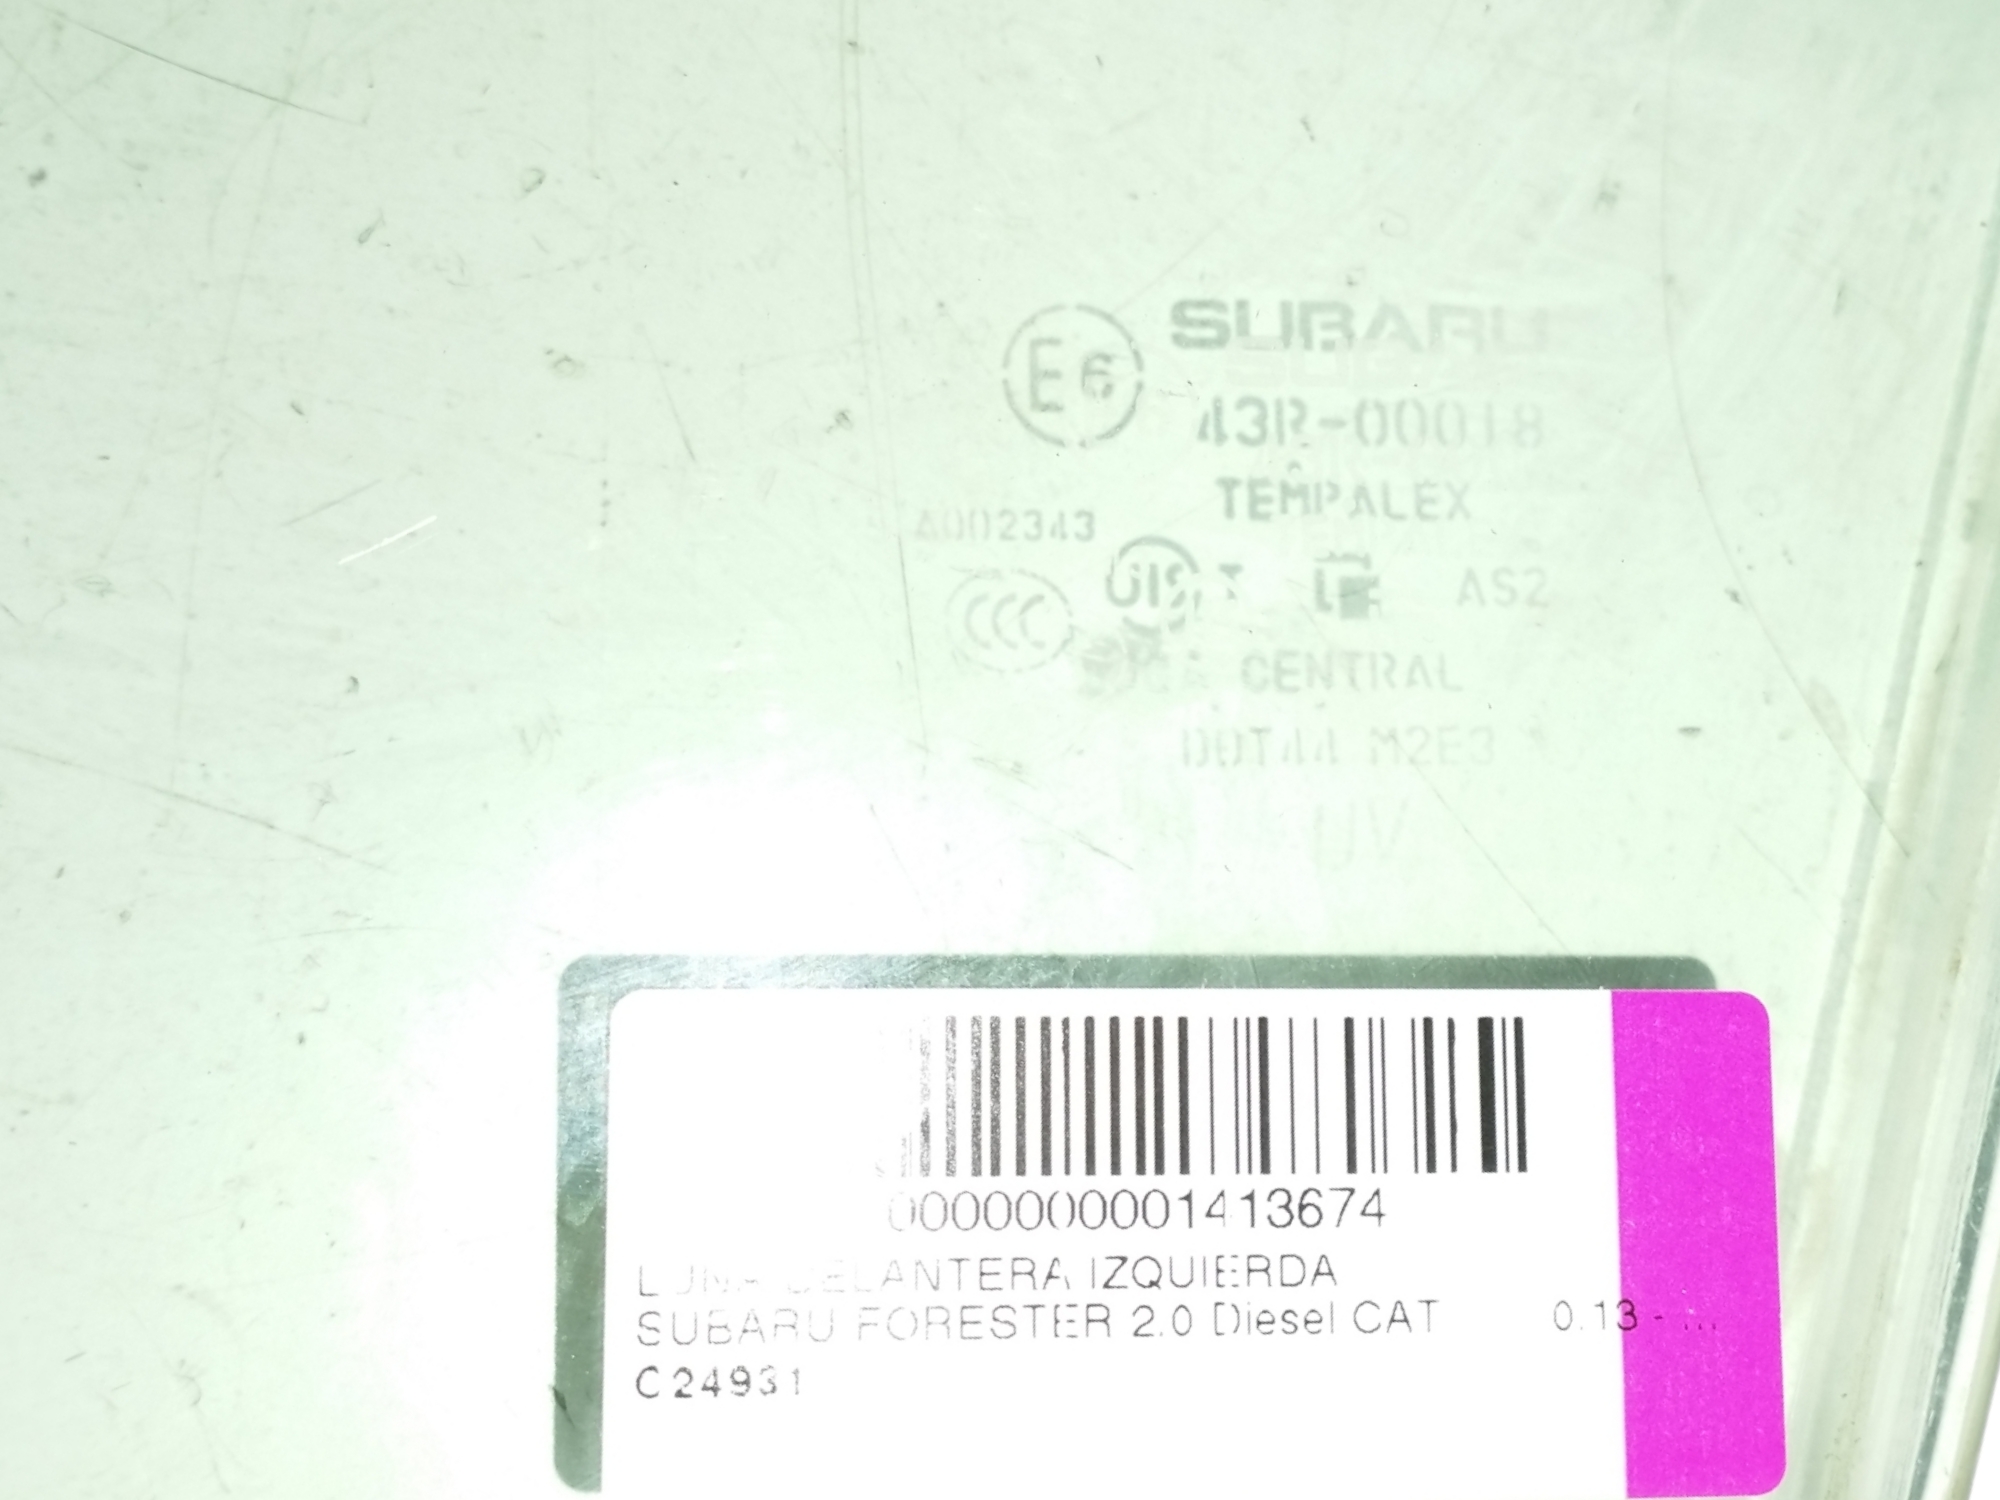 SUBARU
E6
43R-00018
TEMPALEX
A002343
CCC
AS2
CENTRAL
DOT44 M2E3
UV
0000000001413674
LUNA DELANTERA IZQUIERDA
SUBARU FORESTER 2.0 Diesel CAT 0.13 - ...
C24931